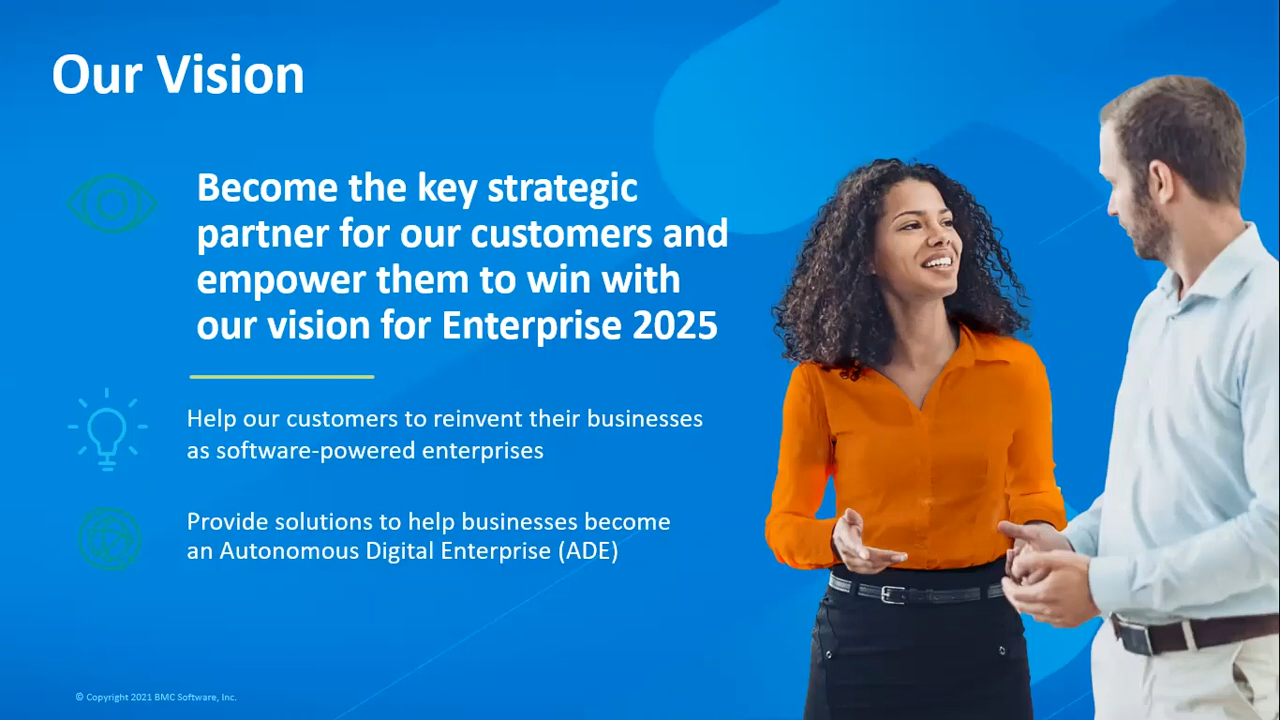 Our Vision
Become the key strategic
partner for our customers and
empower them to win with
our vision for Enterprise 2025
Help our customers to reinvent their businesses
as software-powered enterprises
Provide solutions to help businesses become
an Autonomous Digital Enterprise (ADE)
© Copyright 2021 BMC Software, Inc.